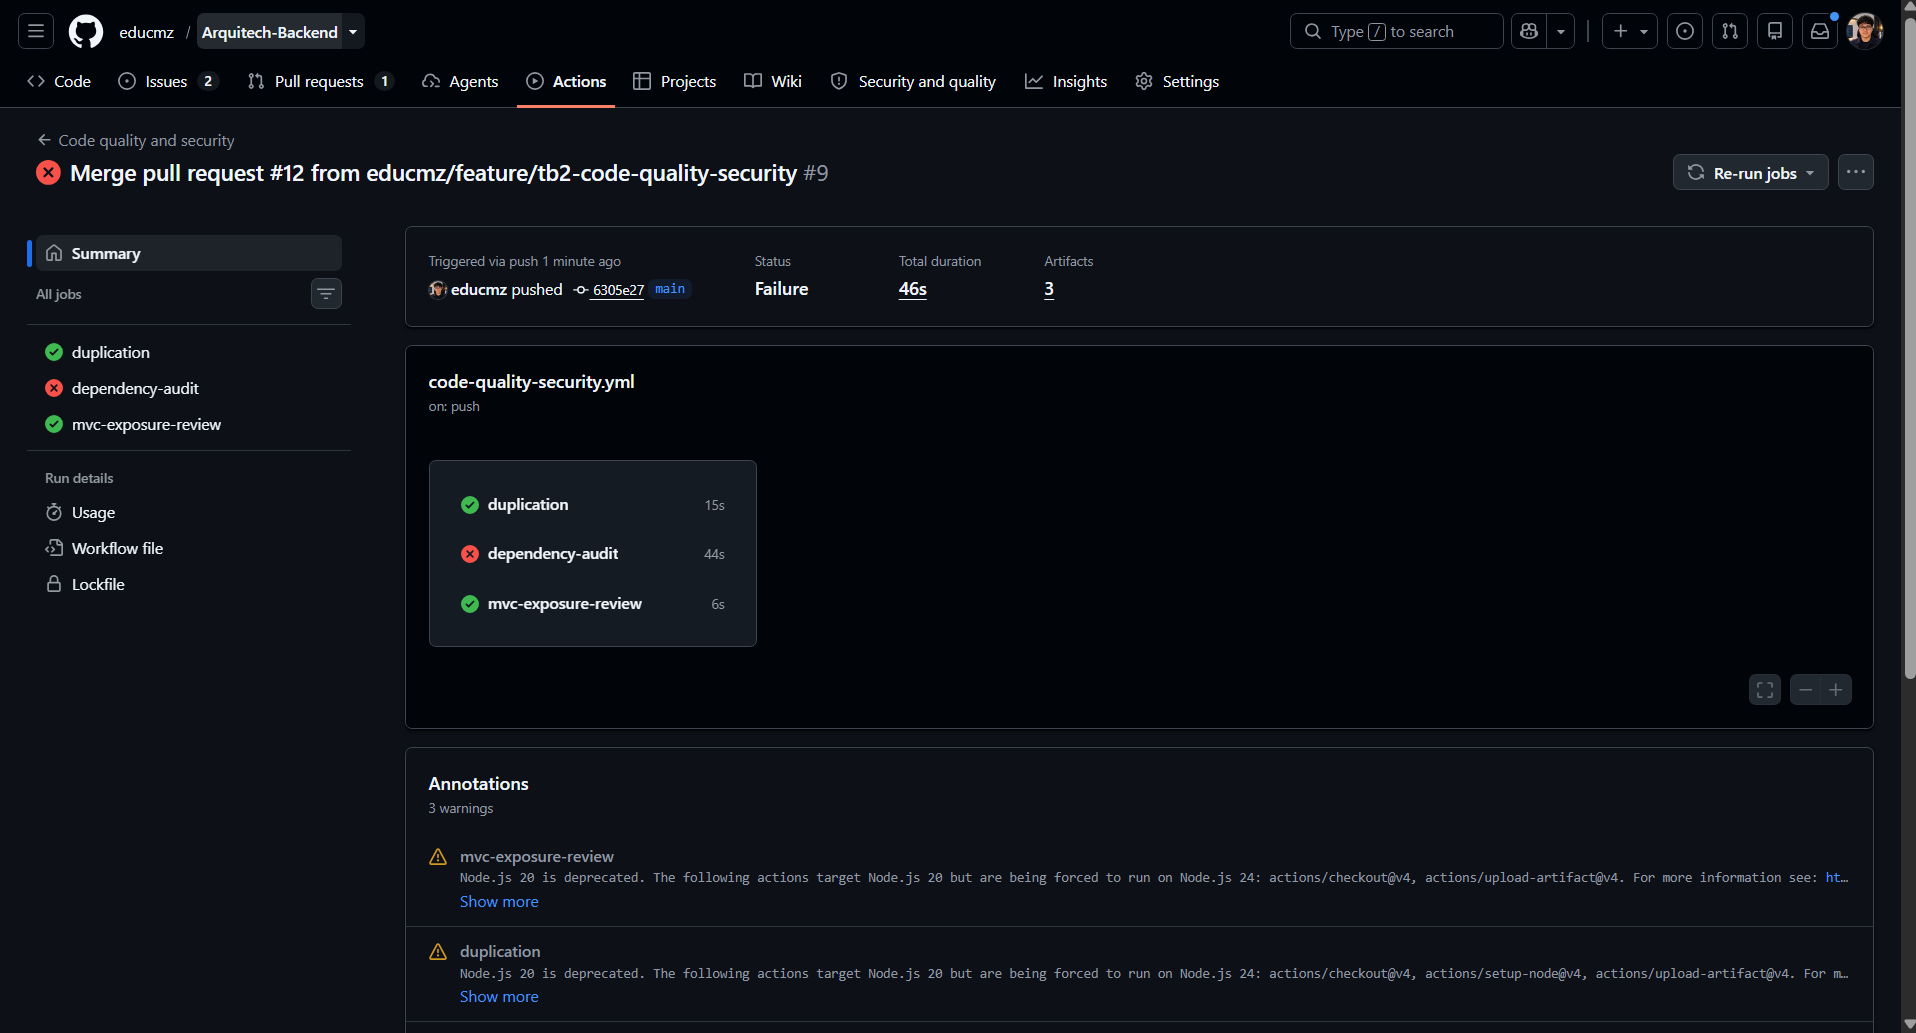 educmz / Arquitech-Backend
Type / to search
Code
Issues 2
Pull requests 1
Agents
Actions
Projects
Wiki
Security and quality
Insights
Settings
Code quality and security
Merge pull request #12 from educmz/feature/tb2-code-quality-security #9
Re-run jobs
Summary
All jobs
duplication
dependency-audit
mvc-exposure-review
Run details
Usage
Workflow file
Lockfile
Triggered via push 1 minute ago
educmz pushed 6305e27 main
Status
Failure
Total duration
46s
Artifacts
3
code-quality-security.yml
on: push
duplication 15s
dependency-audit 44s
mvc-exposure-review 6s
Annotations
3 warnings
mvc-exposure-review
Node.js 20 is deprecated. The following actions target Node.js 20 but are being forced to run on Node.js 24: actions/checkout@v4, actions/upload-artifact@v4. For more information see: ht…
Show more
duplication
Node.js 20 is deprecated. The following actions target Node.js 20 but are being forced to run on Node.js 24: actions/checkout@v4, actions/setup-node@v4, actions/upload-artifact@v4. For m…
Show more